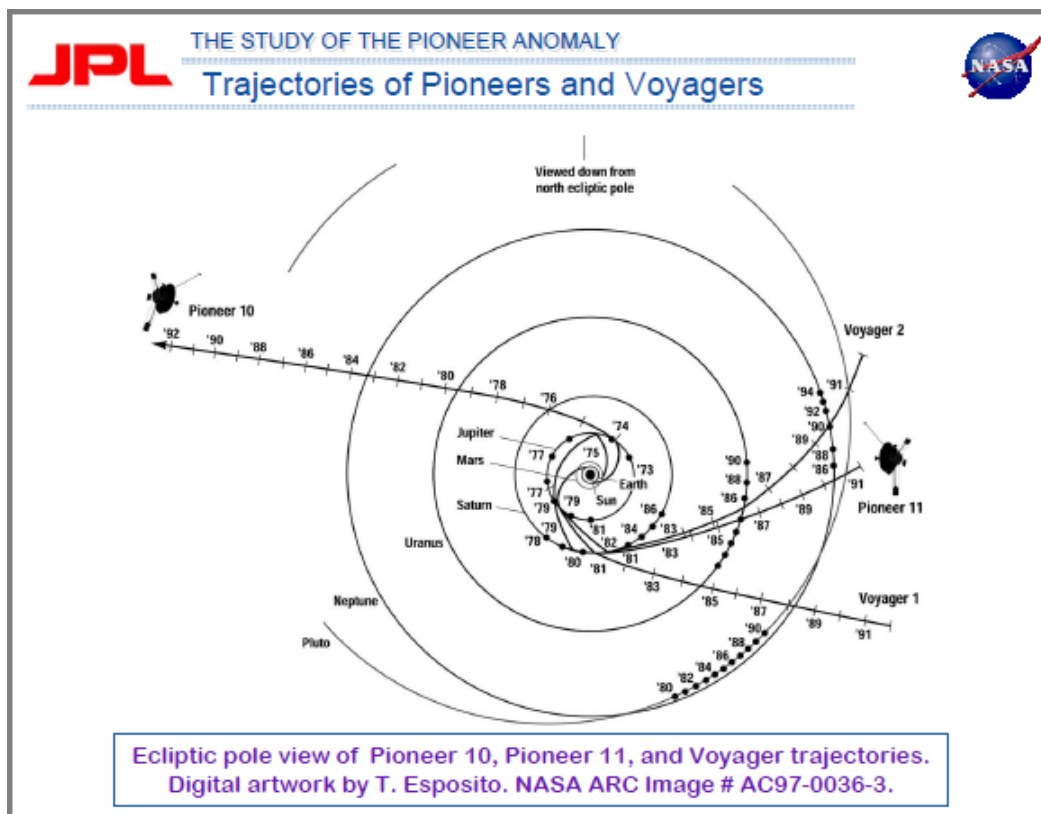 JPL
THE STUDY OF THE PIONEER ANOMALY
Trajectories of Pioneers and Voyagers
NASA
Viewed down from
north ecliptic pole
Pioneer 10
'92
'90
'88
'86
'84
'82
'80
'78
'76
'74
'75
'73
Voyager 2
'91
'94
'92
'90
'89
'88
'86
'87
'85
'83
'81
Pioneer 11
'91
'89
'87
'85
'83
'82
Jupiter
'77
Mars
Earth
Sun
'77
'79
Saturn
'79
'79
'78
'80
'81
'81
'84
'86
'90
'88
'86
Uranus
Neptune
Pluto
Voyager 1
'83
'85
'87
'89
'91
'90
'88
'86
'84
'82
'80
Ecliptic pole view of Pioneer 10, Pioneer 11, and Voyager trajectories.
Digital artwork by T. Esposito. NASA ARC Image # AC97-0036-3.